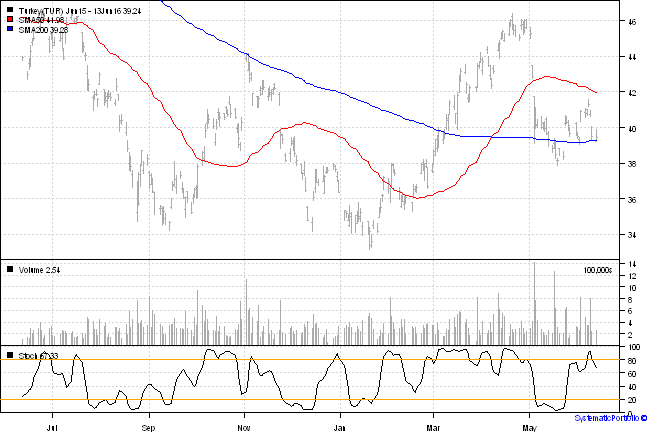 Turkey(TUR) Jun15 - 13Jun16 39.24
SMA50 41.98
SMA200 39.28
46
44
42
40
38
36
34
Volume 2.54
100,000s
14
12
10
8
6
4
2
Stoch 67.33
100
80
60
40
20
0
Jul Sep Nov Jan Mar May
SystematicPortfolio ©